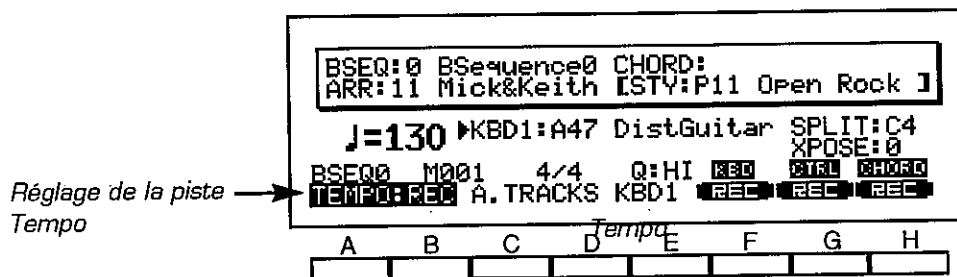 BSEQ:0 BSequence0 CHORD:
ARR:11 Mick&Keith [STY:P11 Open Rock ]
♩=130 ▶KBD1:A47 DistGuitar SPLIT:C4
XPOSE:0
BSEQ0 M001 4/4 Q:HI KBD CTRL CHORD
TEMPO:REC A.TRACKS KBD1 REC REC REC
Réglage de la piste
Tempo
Tempo
A B C D E F G H